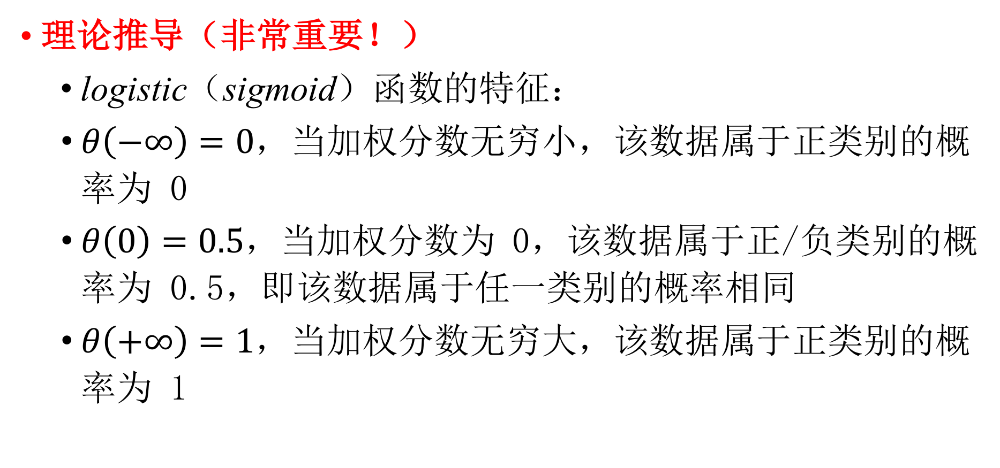 • 理论推导（非常重要！）
• logistic（sigmoid）函数的特征：
• θ(−∞) = 0，当加权分数无穷小，该数据属于正类别的概
率为 0
• θ(0) = 0.5，当加权分数为 0，该数据属于正/负类别的概
率为 0.5，即该数据属于任一类别的概率相同
• θ(+∞) = 1，当加权分数无穷大，该数据属于正类别的概
率为 1